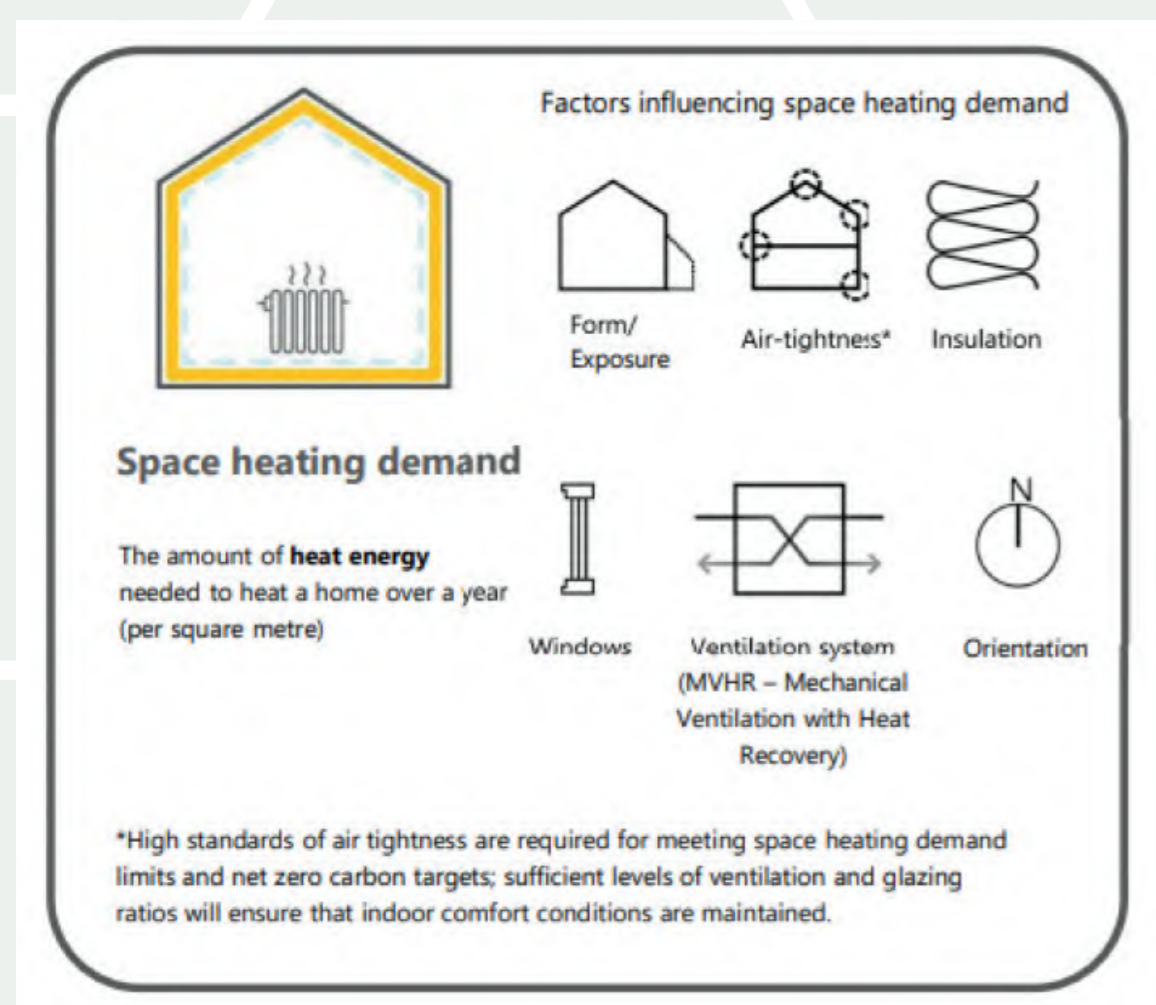 Factors influencing space heating demand
Form/
Exposure
Air-tightness*
Insulation
Space heating demand
The amount of heat energy
needed to heat a home over a year
(per square metre)
N
Windows
Ventilation system
(MVHR – Mechanical
Ventilation with Heat
Recovery)
Orientation
*High standards of air tightness are required for meeting space heating demand
limits and net zero carbon targets; sufficient levels of ventilation and glazing
ratios will ensure that indoor comfort conditions are maintained.